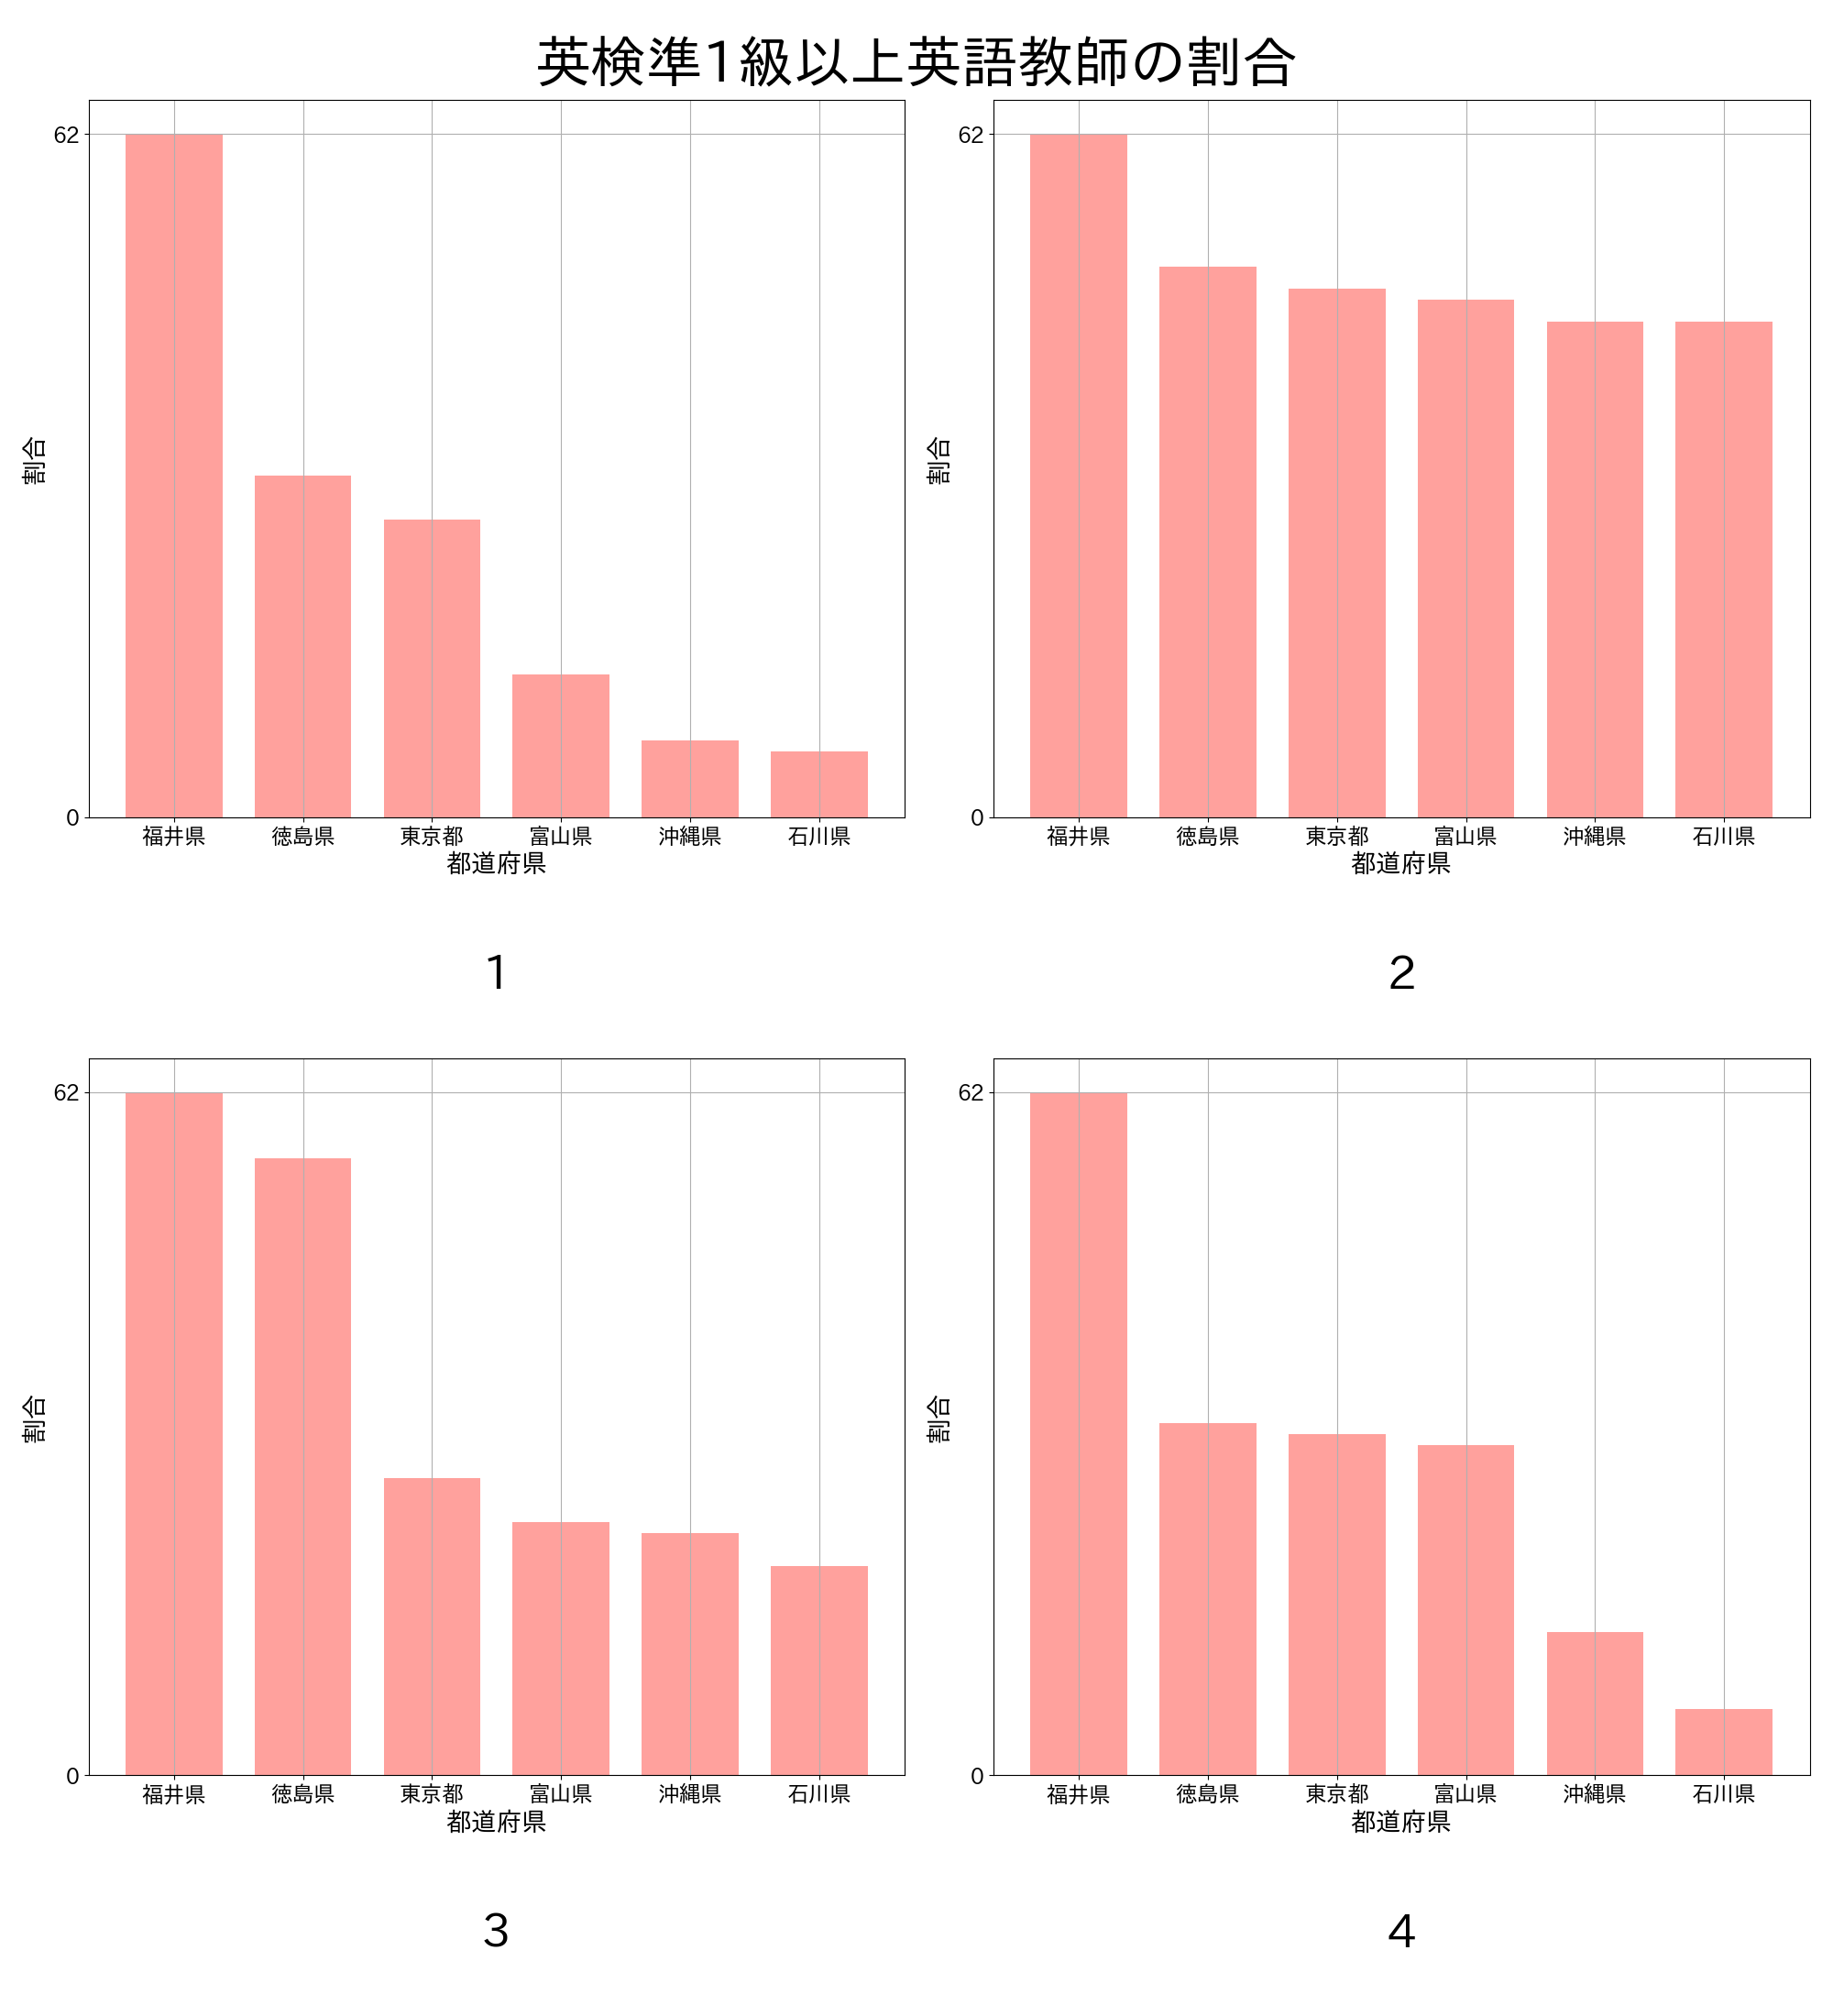 英検準1級以上英語教師の割合
62
0
割合
福井県 徳島県 東京都 富山県 沖縄県 石川県
都道府県
1
62
0
割合
福井県 徳島県 東京都 富山県 沖縄県 石川県
都道府県
2
62
0
割合
福井県 徳島県 東京都 富山県 沖縄県 石川県
都道府県
3
62
0
割合
福井県 徳島県 東京都 富山県 沖縄県 石川県
都道府県
4